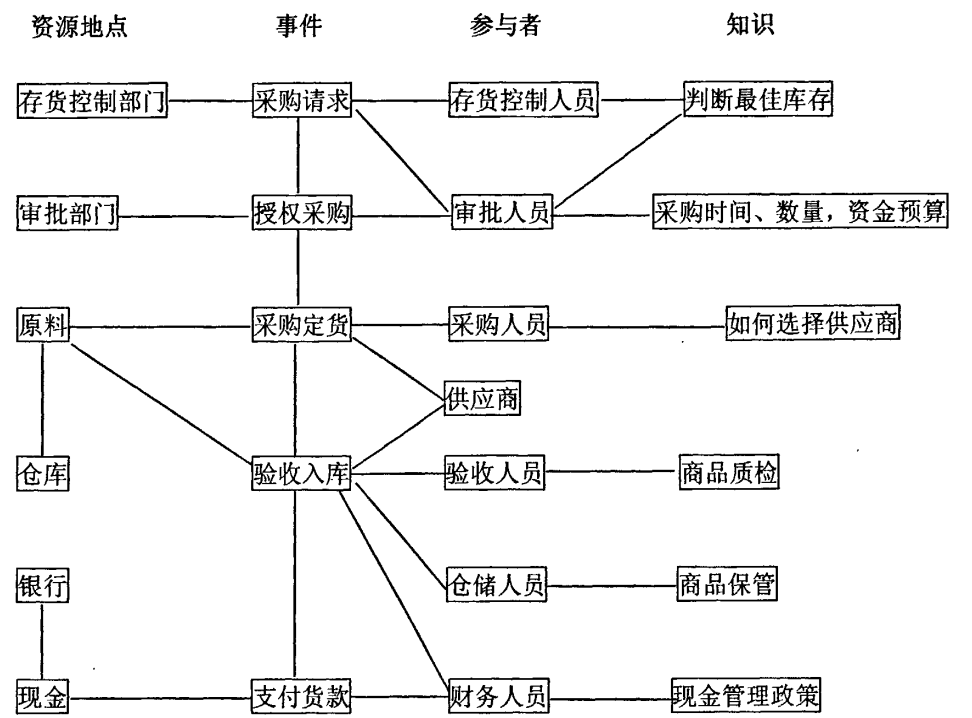 资源地点 事件 参与者 知识
存货控制部门 采购请求 存货控制人员 判断最佳库存
审批部门 授权采购 审批人员 采购时间、数量，资金预算
原料 采购定货 采购人员 如何选择供应商
供应商
仓库 验收入库 验收人员 商品质检
银行 仓储人员 商品保管
现金 支付货款 财务人员 现金管理政策